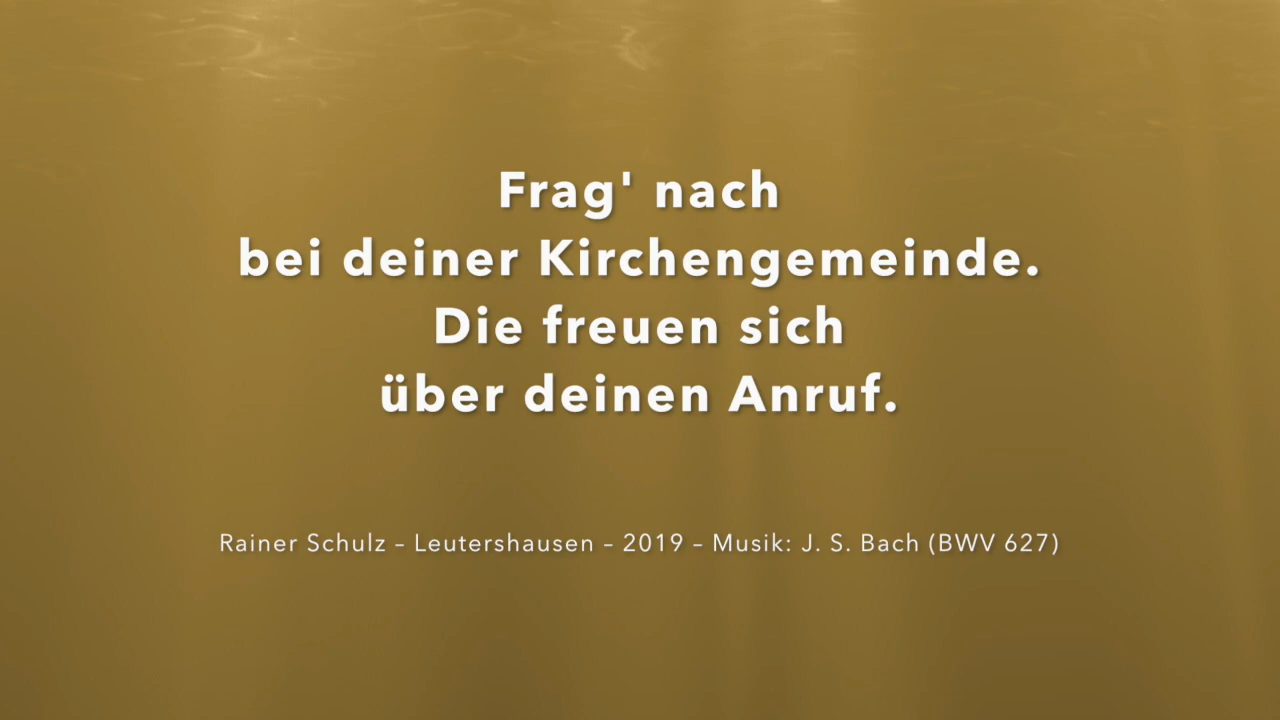 Frag' nach
bei deiner Kirchengemeinde.
Die freuen sich
über deinen Anruf.
Rainer Schulz – Leutershausen – 2019 – Musik: J. S. Bach (BWV 627)